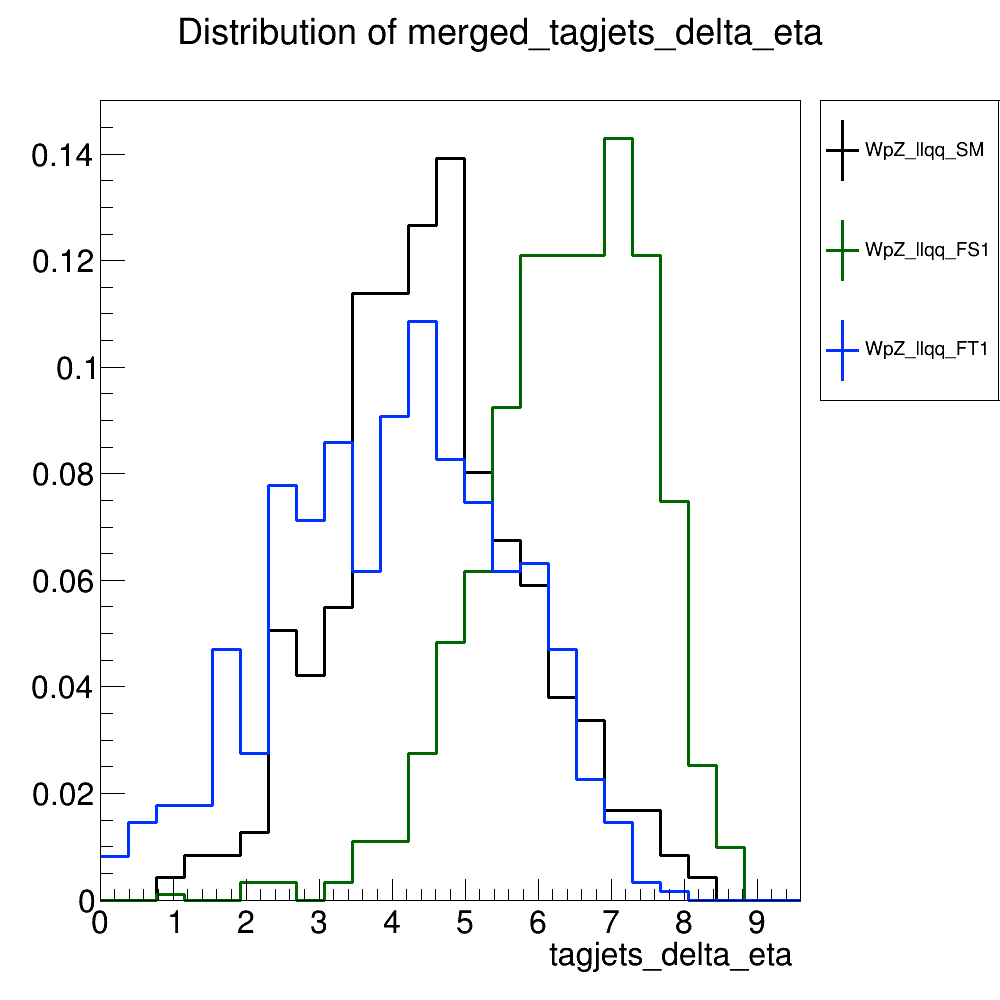 Distribution of merged_tagjets_delta_eta
WpZ_llqq_SM
WpZ_llqq_FS1
WpZ_llqq_FT1
0.14
0.12
0.1
0.08
0.06
0.04
0.02
0
0 1 2 3 4 5 6 7 8 9
tagjets_delta_eta